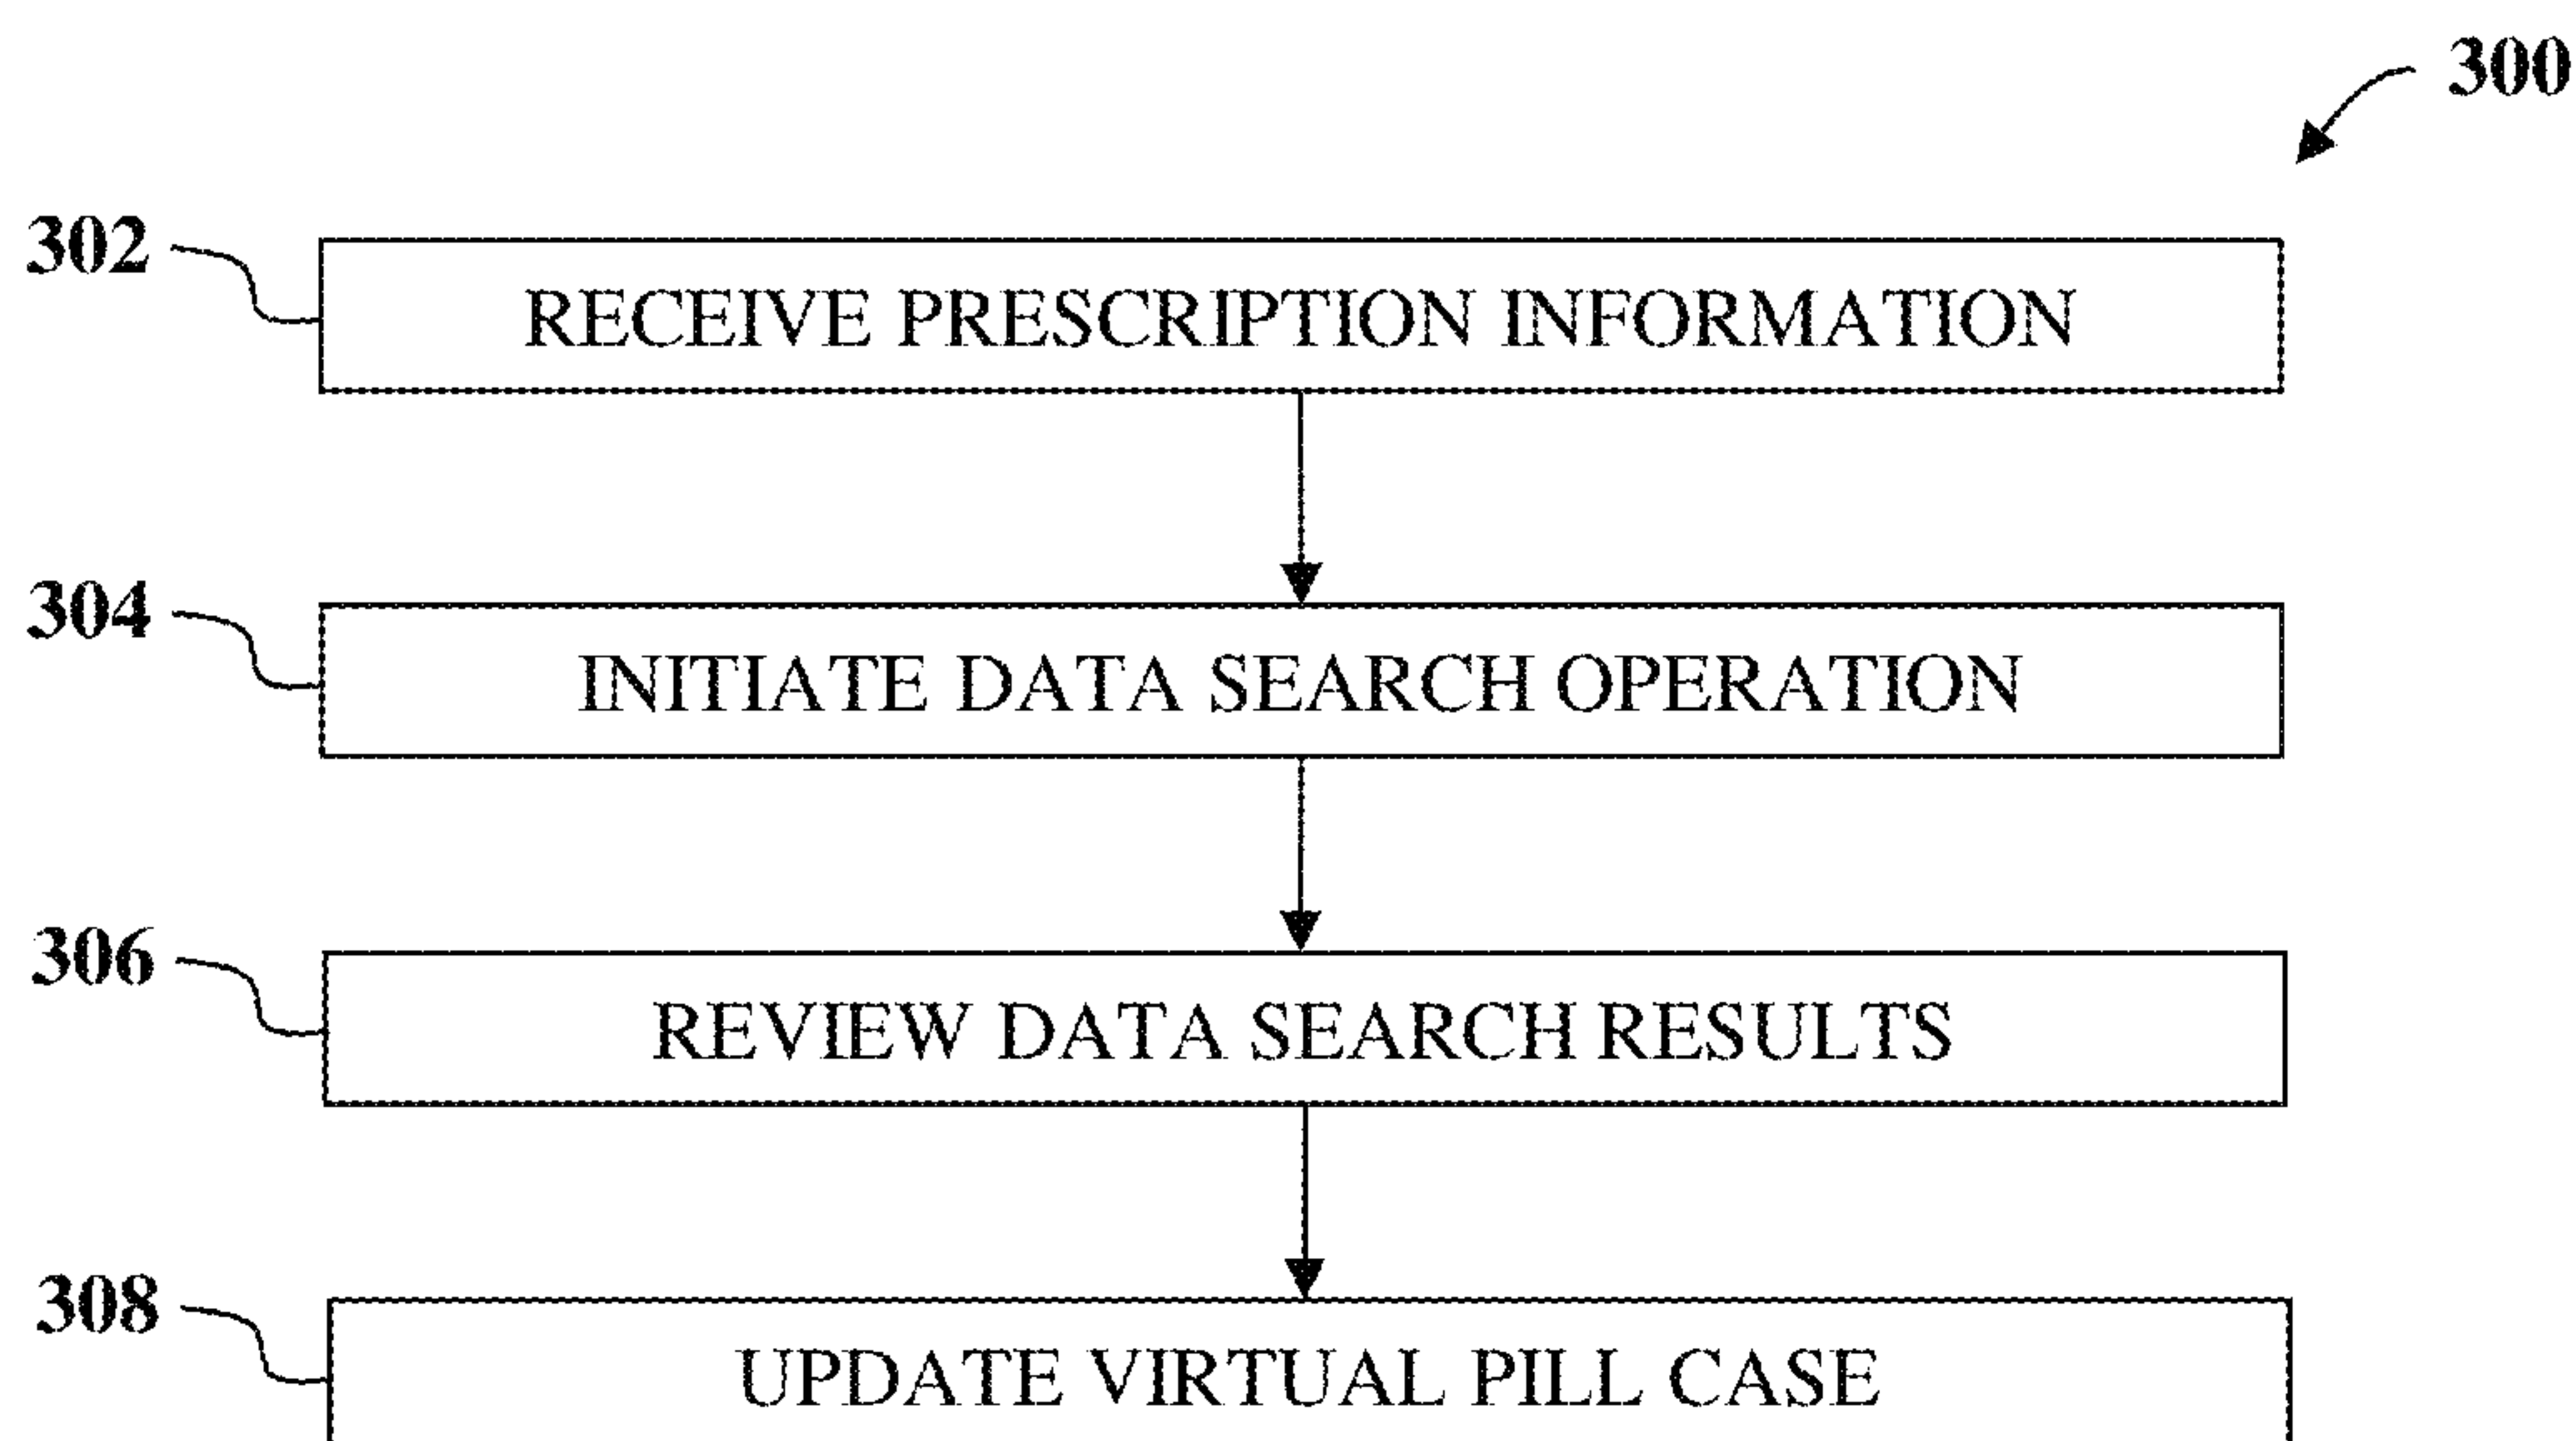 300
302 RECEIVE PRESCRIPTION INFORMATION
304 INITIATE DATA SEARCH OPERATION
306 REVIEW DATA SEARCH RESULTS
308 UPDATE VIRTUAL PILL CASE